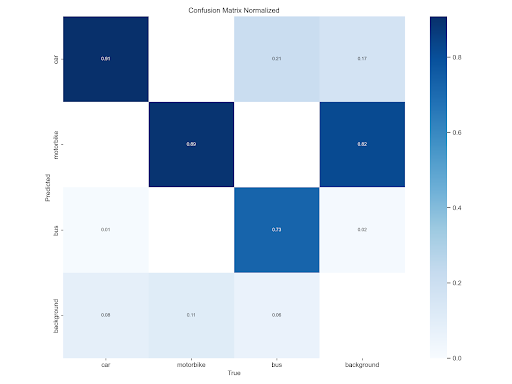 Confusion Matrix Normalized
car
0.91
0.21
0.17
0.8
motorbike
0.89
0.82
0.6
Predicted
0.4
bus
0.01
0.73
0.02
0.2
background
0.08
0.11
0.06
0.0
car
motorbike
bus
background
True